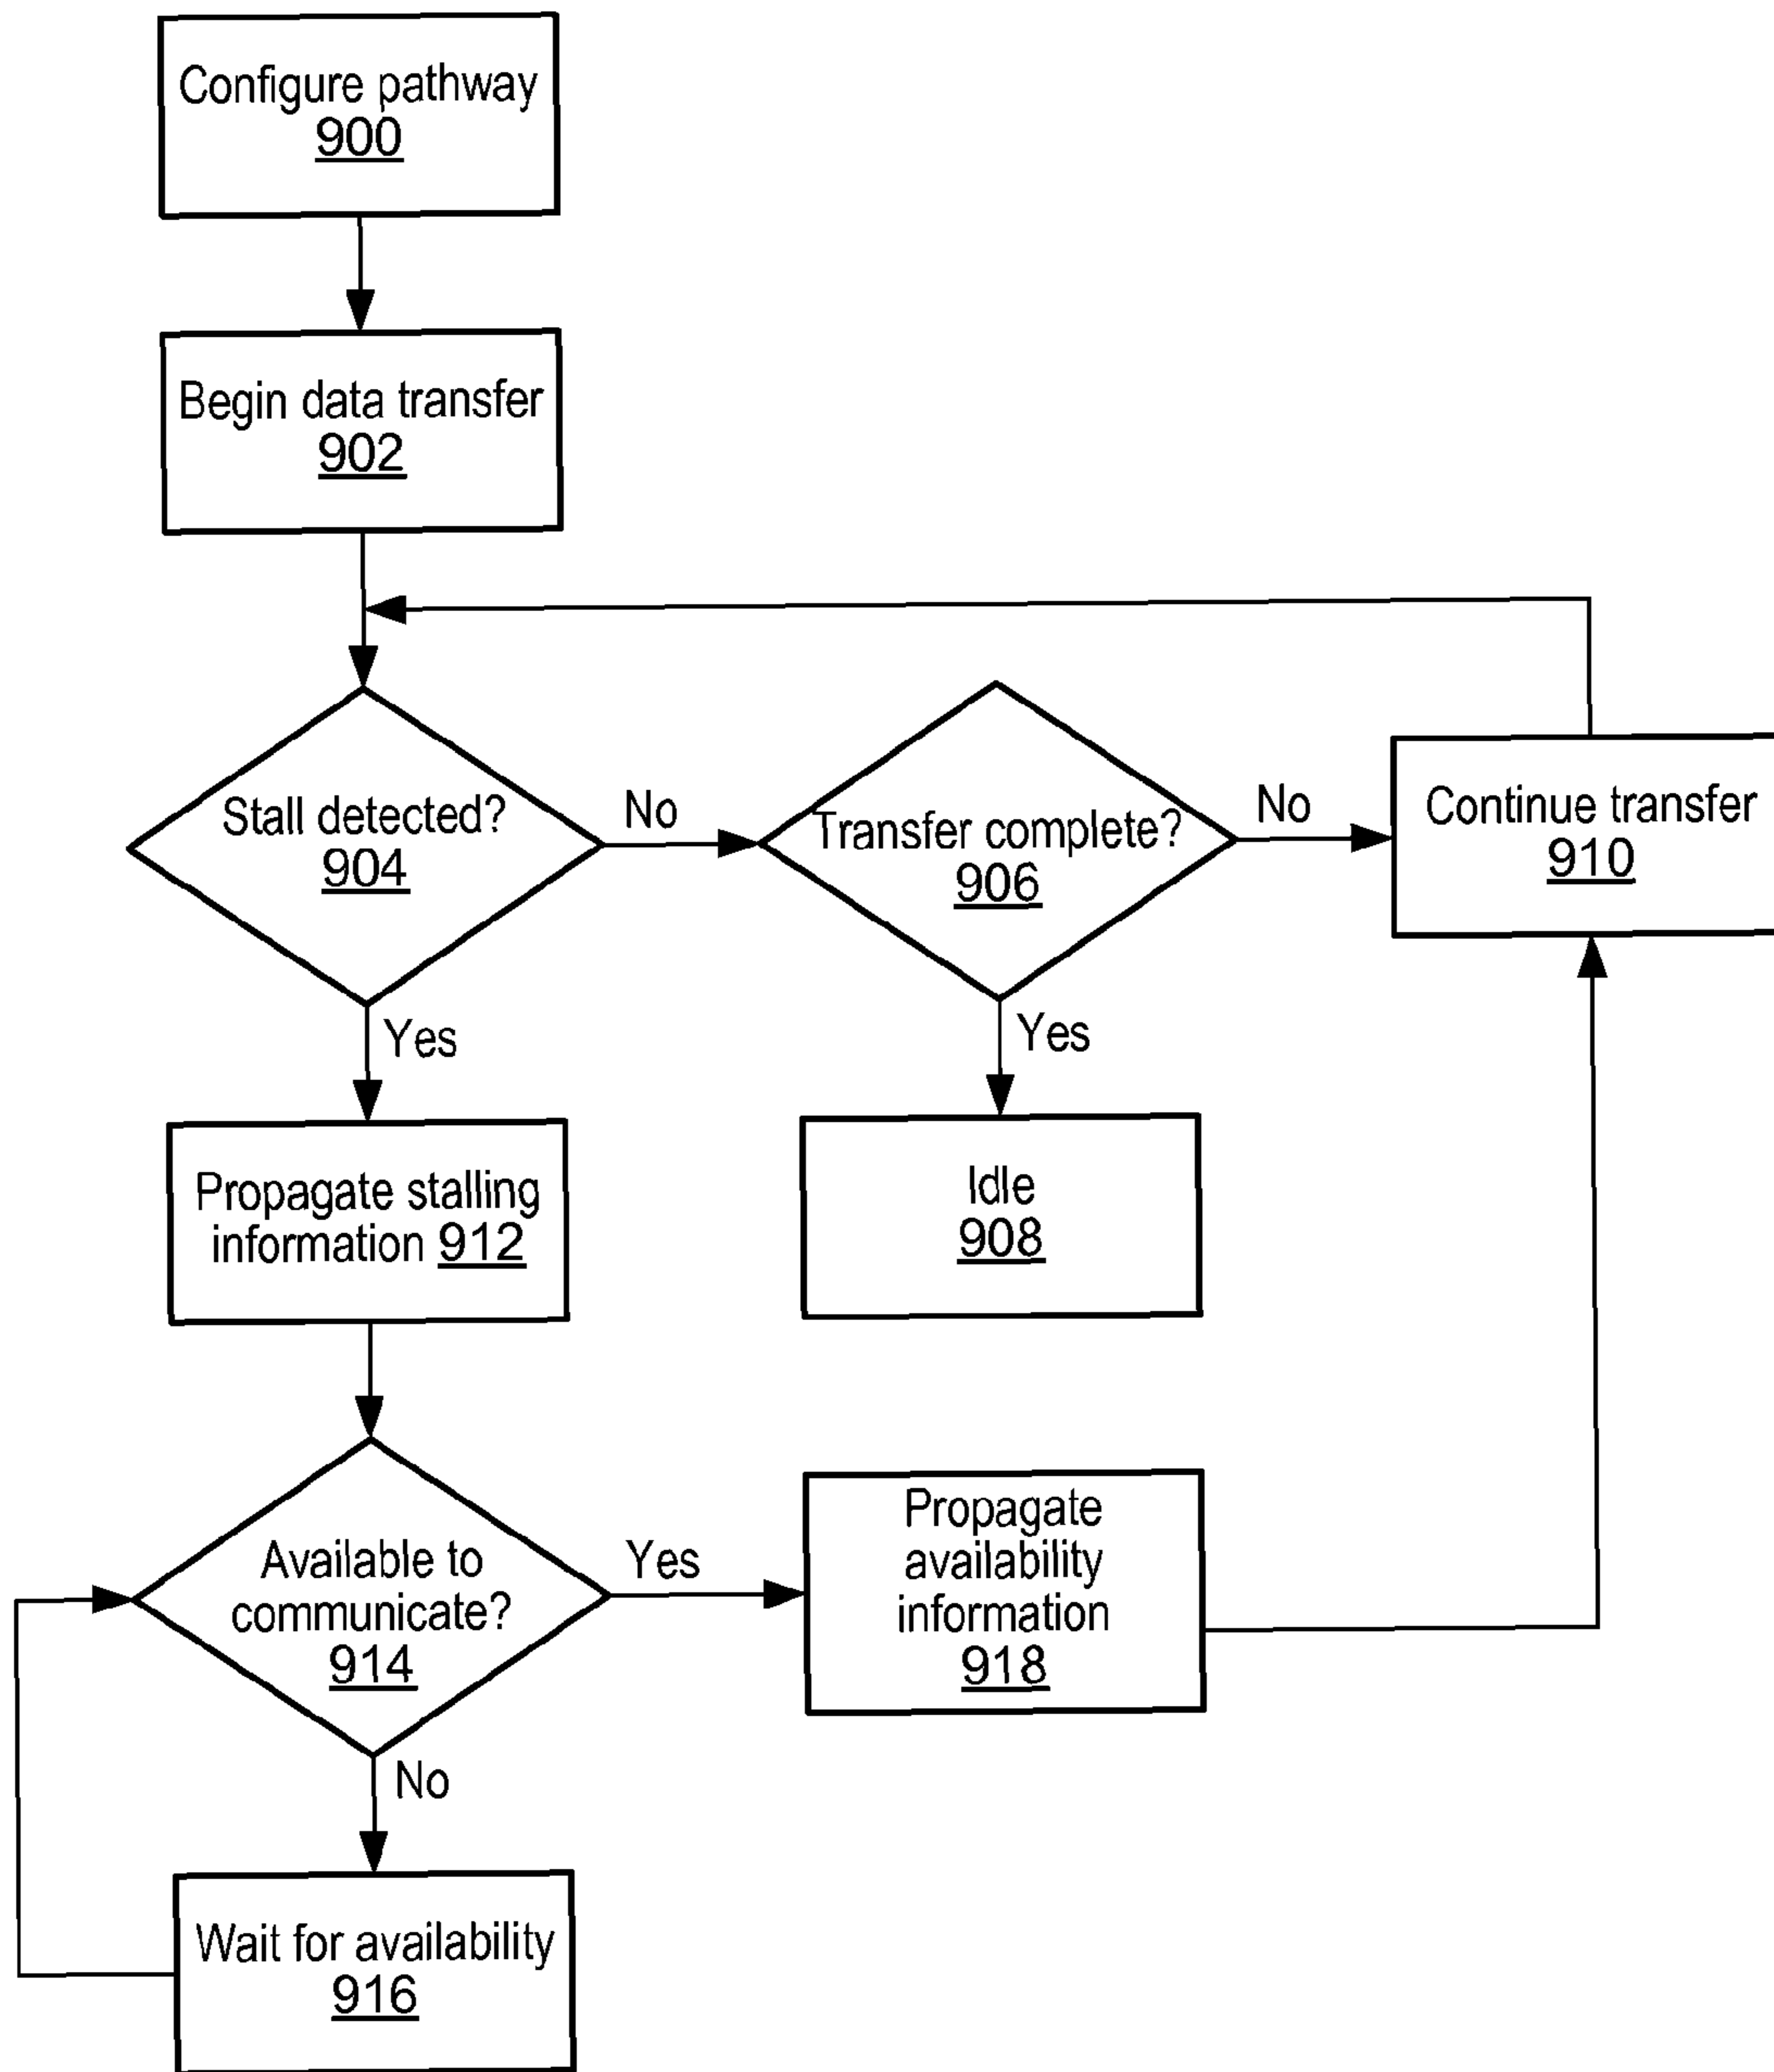 Configure pathway
900
Begin data transfer
902
Stall detected?
904
No
Transfer complete?
906
No
Continue transfer
910
Yes
Yes
Propagate stalling
information 912
Idle
908
Available to
communicate?
914
Yes
Propagate
availability
information
918
No
Wait for availability
916